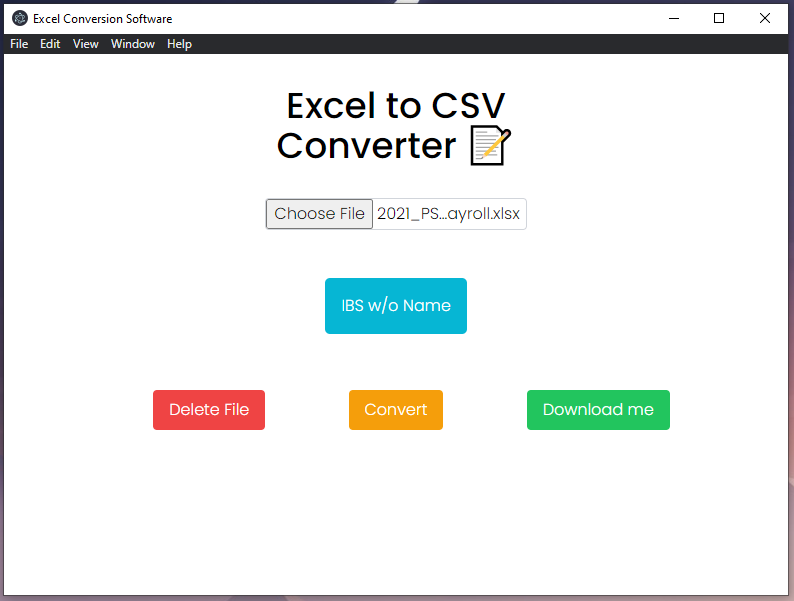 Excel Conversion Software
File Edit View Window Help
Excel to CSV
Converter
Choose File 2021_PS...ayroll.xlsx
IBS w/o Name
Delete File Convert Download me